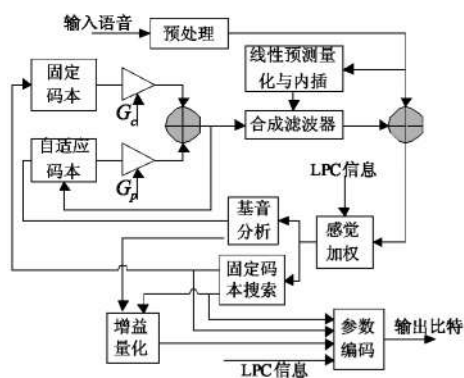 输入语音
预处理
线性预测量
化与内插
固定
码本
G_c
合成滤波器
自适应
码本
G_p
LPC信息
基音
分析
感觉
加权
固定码
本搜索
增益
量化
参数
编码
输出比特
LPC信息